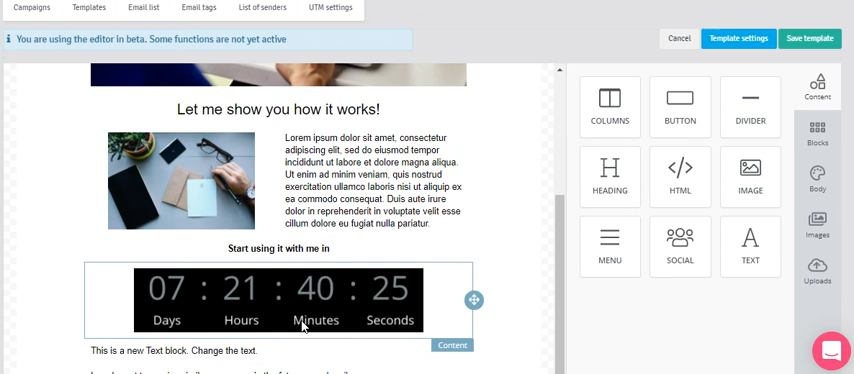 Campaigns Templates Email list Email tags List of senders UTM settings
You are using the editor in beta. Some functions are not yet active
Cancel Template settings Save template
Let me show you how it works!
Lorem ipsum dolor sit amet, consectetur
adipiscing elit, sed do eiusmod tempor
incididunt ut labore et dolore magna aliqua.
Ut enim ad minim veniam, quis nostrud
exercitation ullamco laboris nisi ut aliquip ex
ea commodo consequat. Duis aute irure
dolor in reprehenderit in voluptate velit esse
cillum dolore eu fugiat nulla pariatur.
Start using it with me in
07 : 21 : 40 : 25
Days Hours Minutes Seconds
Content
This is a new Text block. Change the text.
COLUMNS BUTTON DIVIDER
HEADING HTML IMAGE
MENU SOCIAL TEXT
Content
Blocks
Body
Images
Uploads